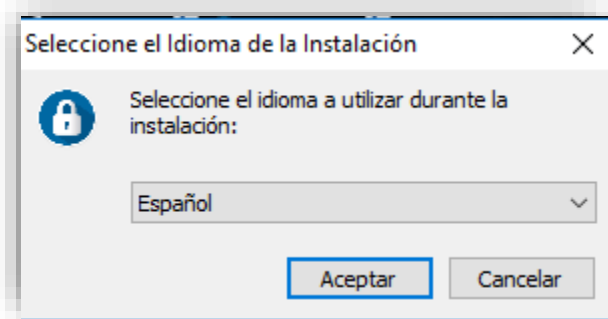 Seleccione el Idioma de la Instalación
Seleccione el idioma a utilizar durante la
instalación:
Español
Aceptar Cancelar